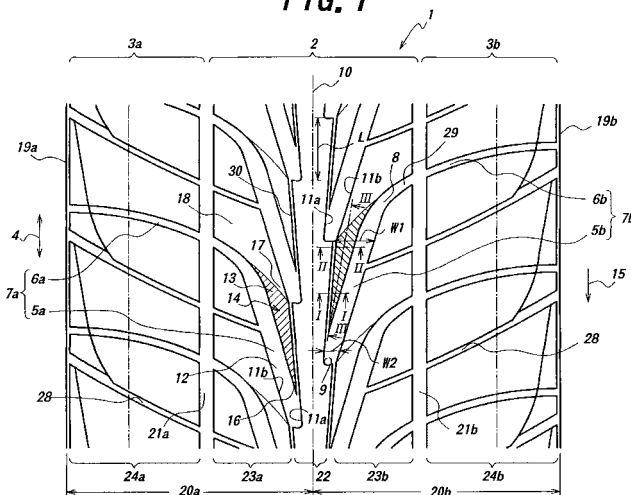 FIG. 1
1
3a 2 3b
10
19a 19b
L
11b 8 29
30 11a III
18 6b
4 W1 7b
6a 17 II II 5b
13
7a 14 15
5a I I
III
12 W2
11b
28 16 9 28
11a
21a 21b
24a 23a 22 23b 24b
20a 20b